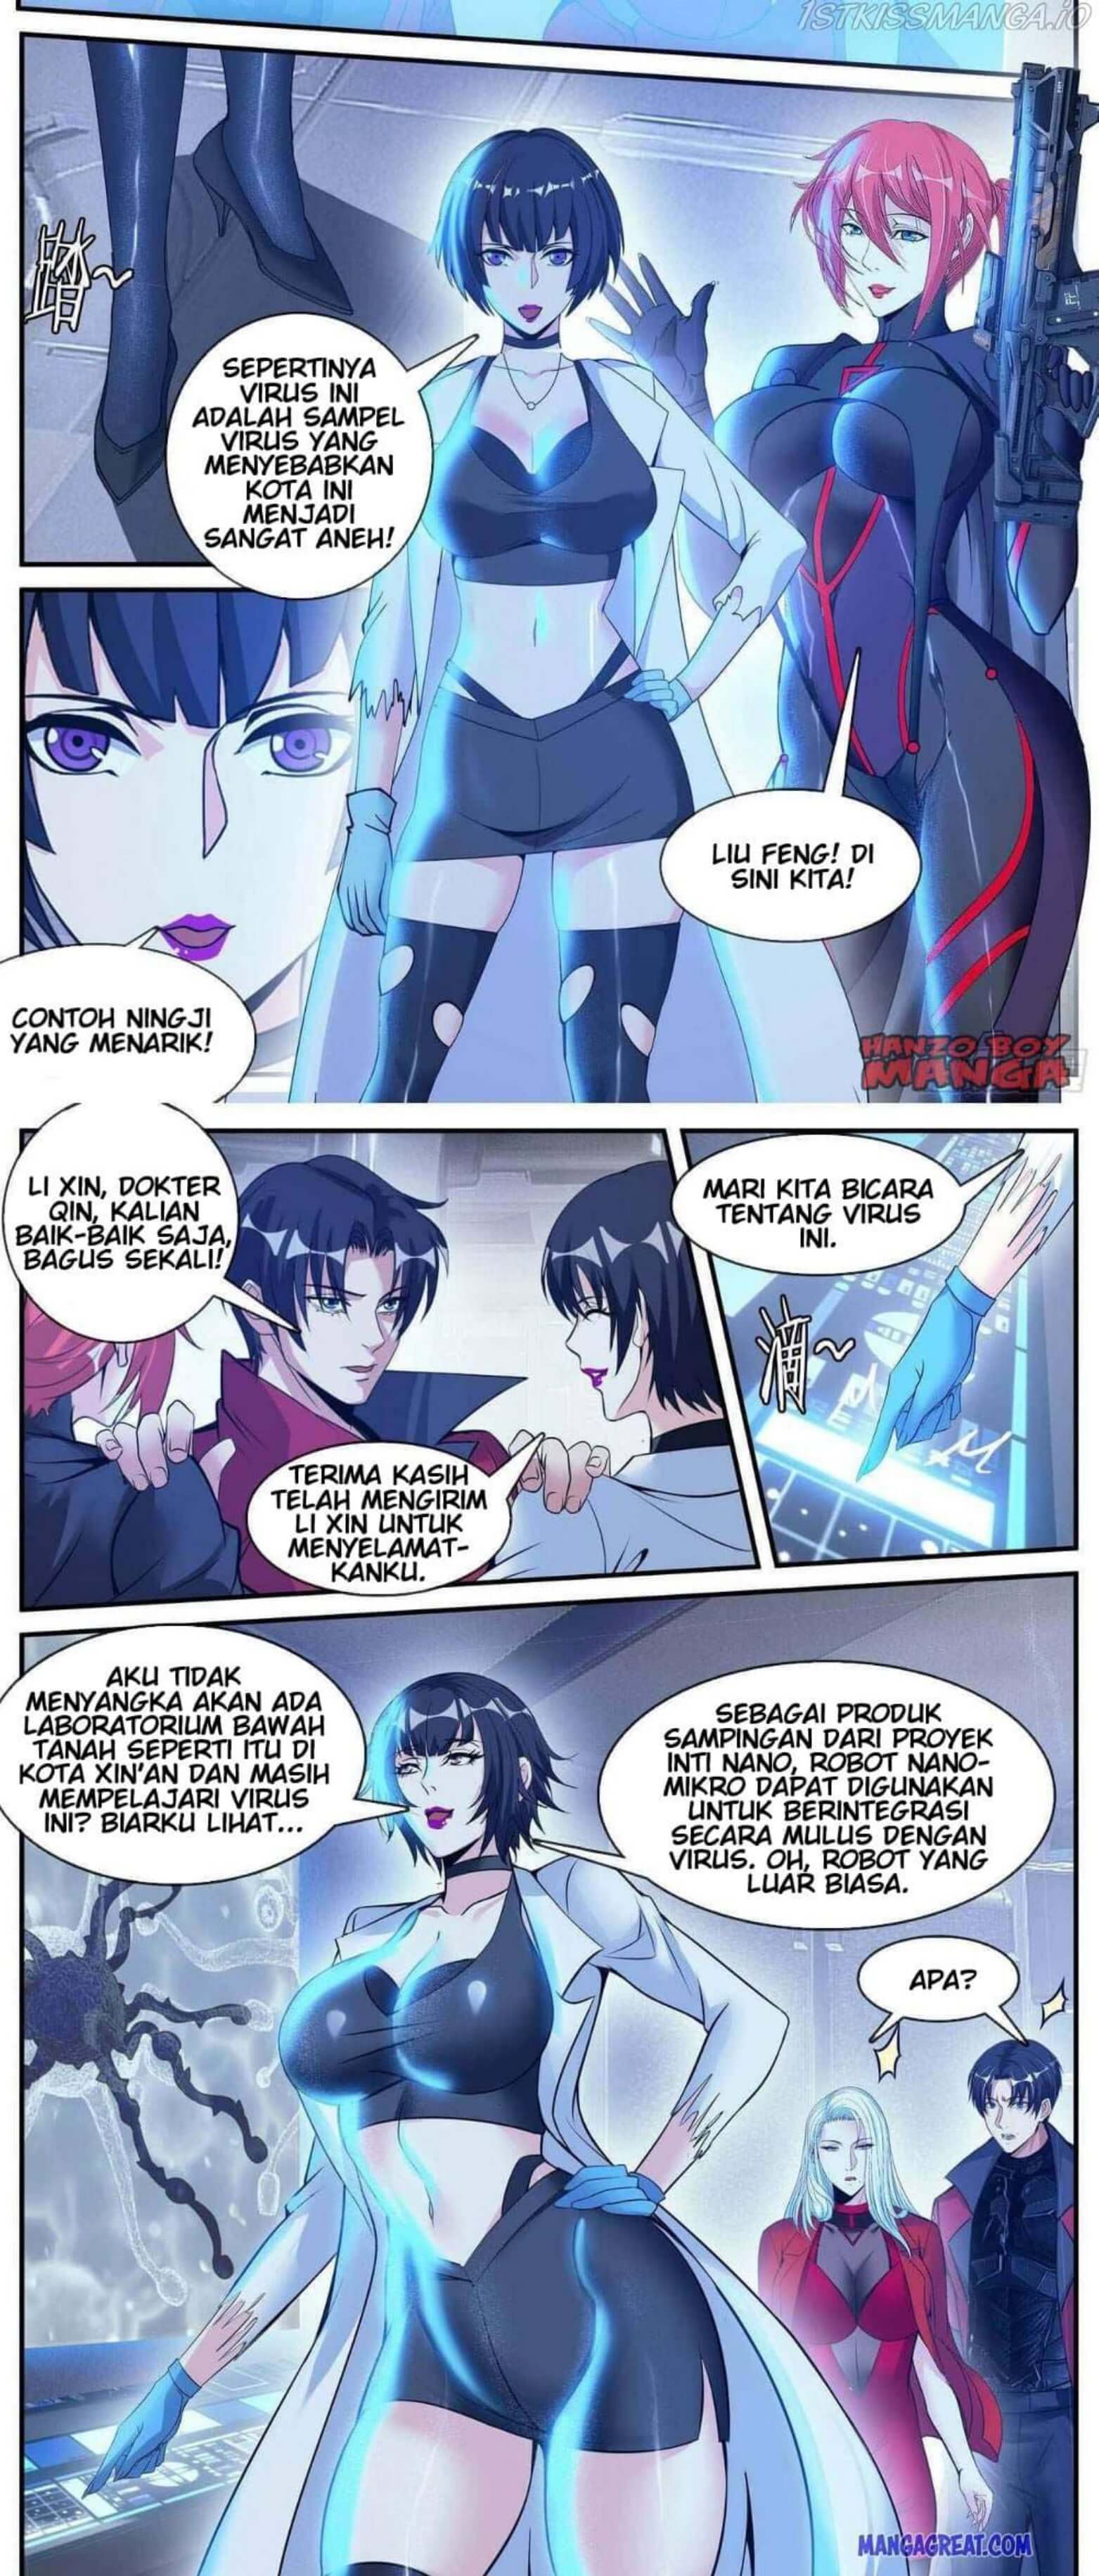 1STKISSMANGA.IO
踏~
SEPERTINYA
VIRUS INI
ADALAH SAMPEL
VIRUS YANG
MENYEBABKAN
KOTA INI
MENJADI
SANGAT ANEH!
LIU FENG! DI
SINI KITA!
CONTOH NINGJI
YANG MENARIK!
HANZO BOY
MANGA
LI XIN, DOKTER
QIN, KALIAN
BAIK-BAIK SAJA,
BAGUS SEKALI!
TERIMA KASIH
TELAH MENGIRIM
LI XIN UNTUK
MENYELAMAT-
KANKU.
MARI KITA BICARA
TENTANG VIRUS
INI.
滴~
AKU TIDAK
MENYANGKA AKAN ADA
LABORATORIUM BAWAH
TANAH SEPERTI ITU DI
KOTA XIN'AN DAN MASIH
MEMPELAJARI VIRUS
INI? BIARKU LIHAT...
SEBAGAI PRODUK
SAMPINGAN DARI PROYEK
INTI NANO, ROBOT NANO-
MIKRO DAPAT DIGUNAKAN
UNTUK BERINTEGRASI
SECARA MULUS DENGAN
VIRUS. OH, ROBOT YANG
LUAR BIASA.
APA?
MANGAGREAT.COM